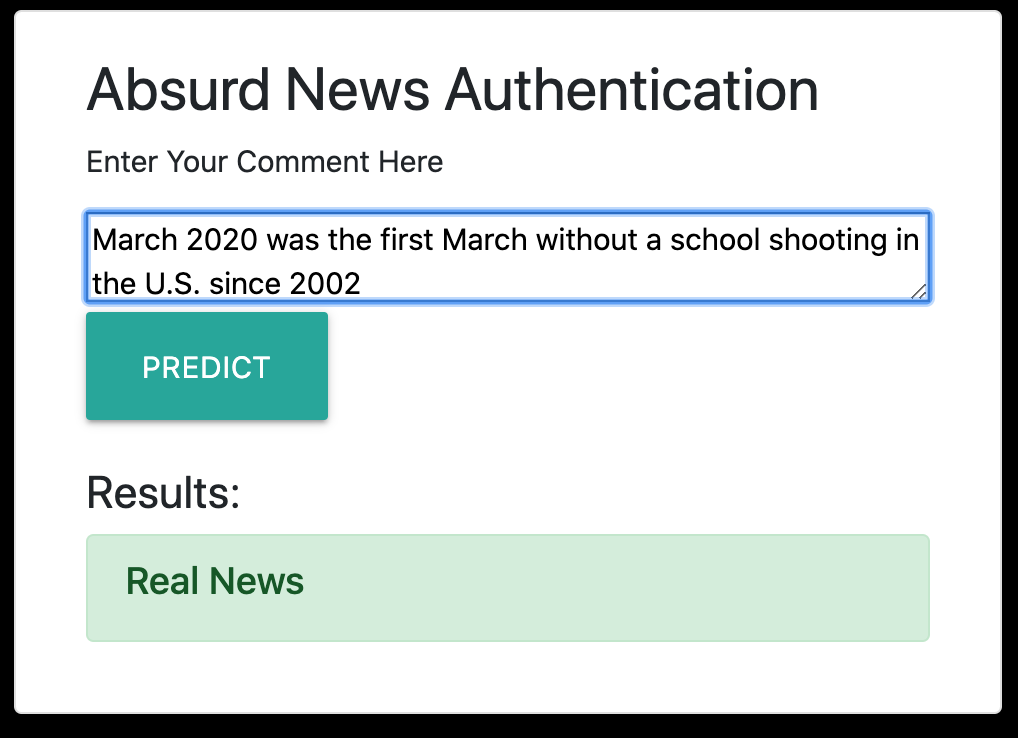 Absurd News Authentication
Enter Your Comment Here
March 2020 was the first March without a school shooting in
the U.S. since 2002
PREDICT
Results:
Real News